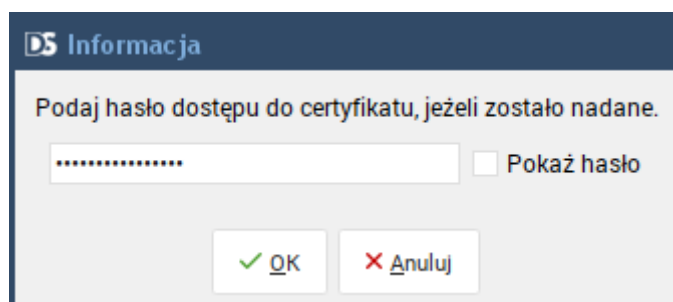 DS Informacja
Podaj hasło dostępu do certyfikatu, jeżeli zostało nadane.
•••••••••••••••• Pokaż hasło
OK Anuluj